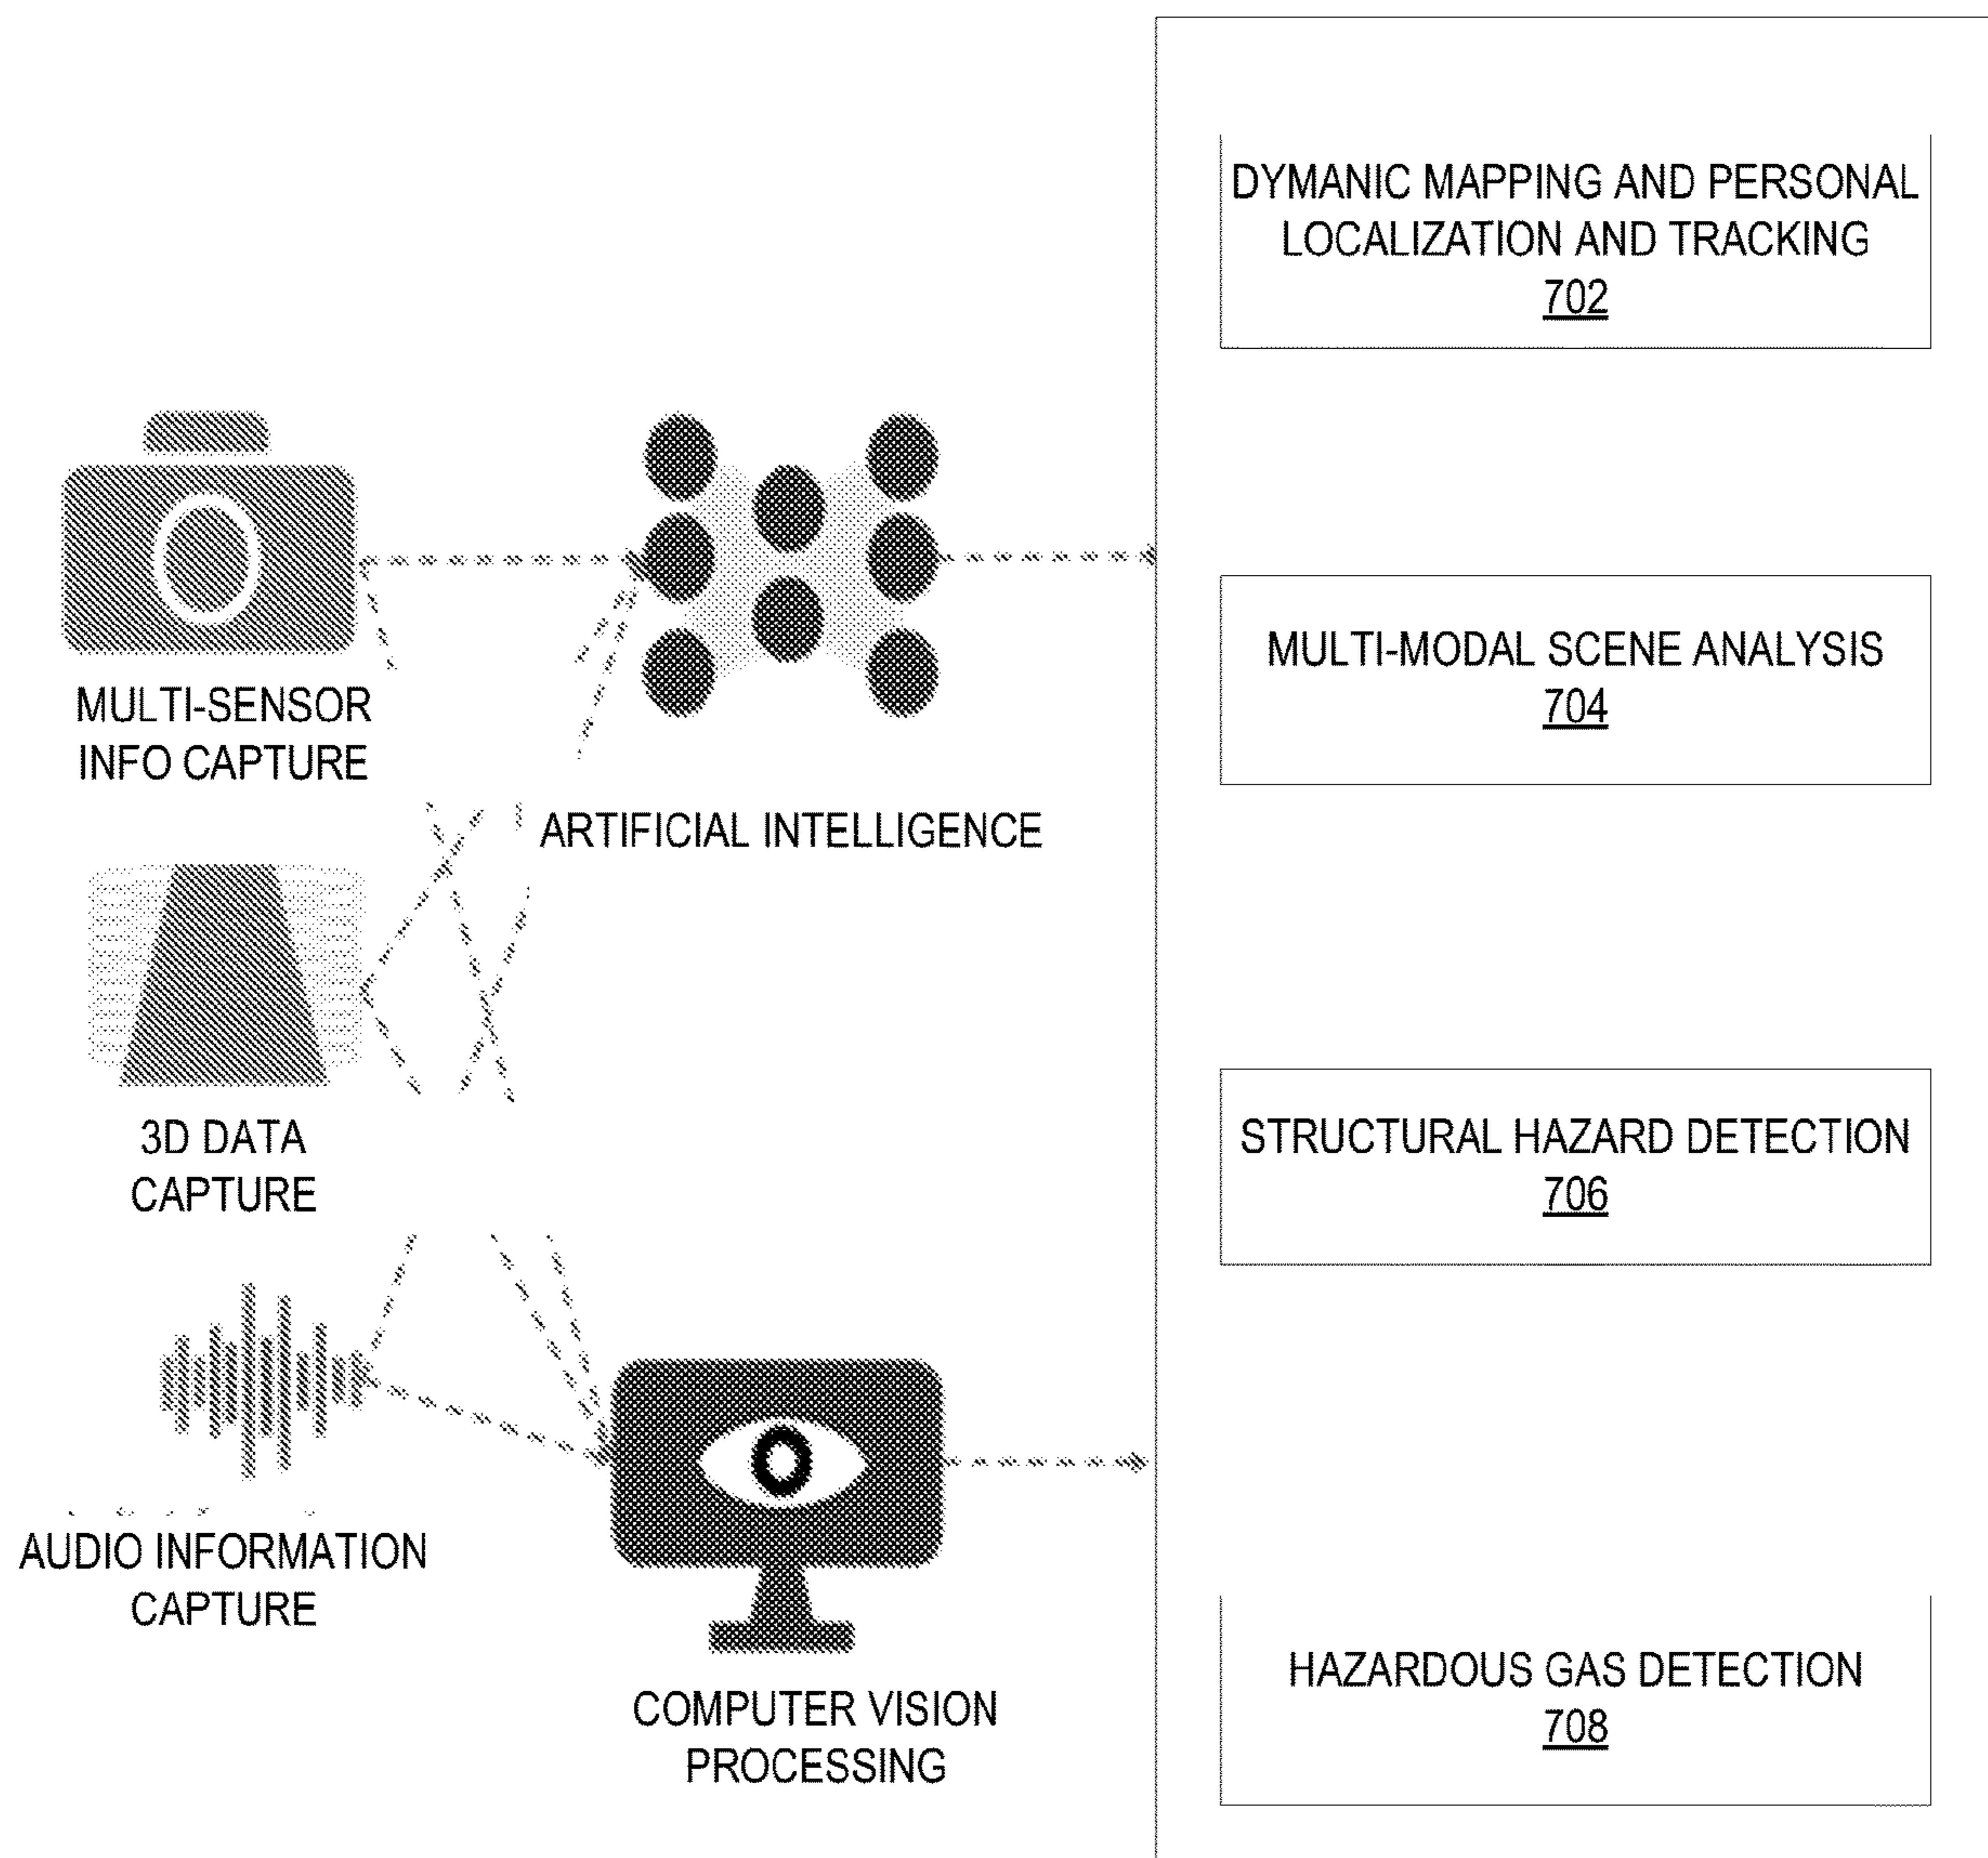 MULTI-SENSOR
INFO CAPTURE
3D DATA
CAPTURE
AUDIO INFORMATION
CAPTURE
ARTIFICIAL INTELLIGENCE
COMPUTER VISION
PROCESSING
DYMANIC MAPPING AND PERSONAL
LOCALIZATION AND TRACKING
702
MULTI-MODAL SCENE ANALYSIS
704
STRUCTURAL HAZARD DETECTION
706
HAZARDOUS GAS DETECTION
708